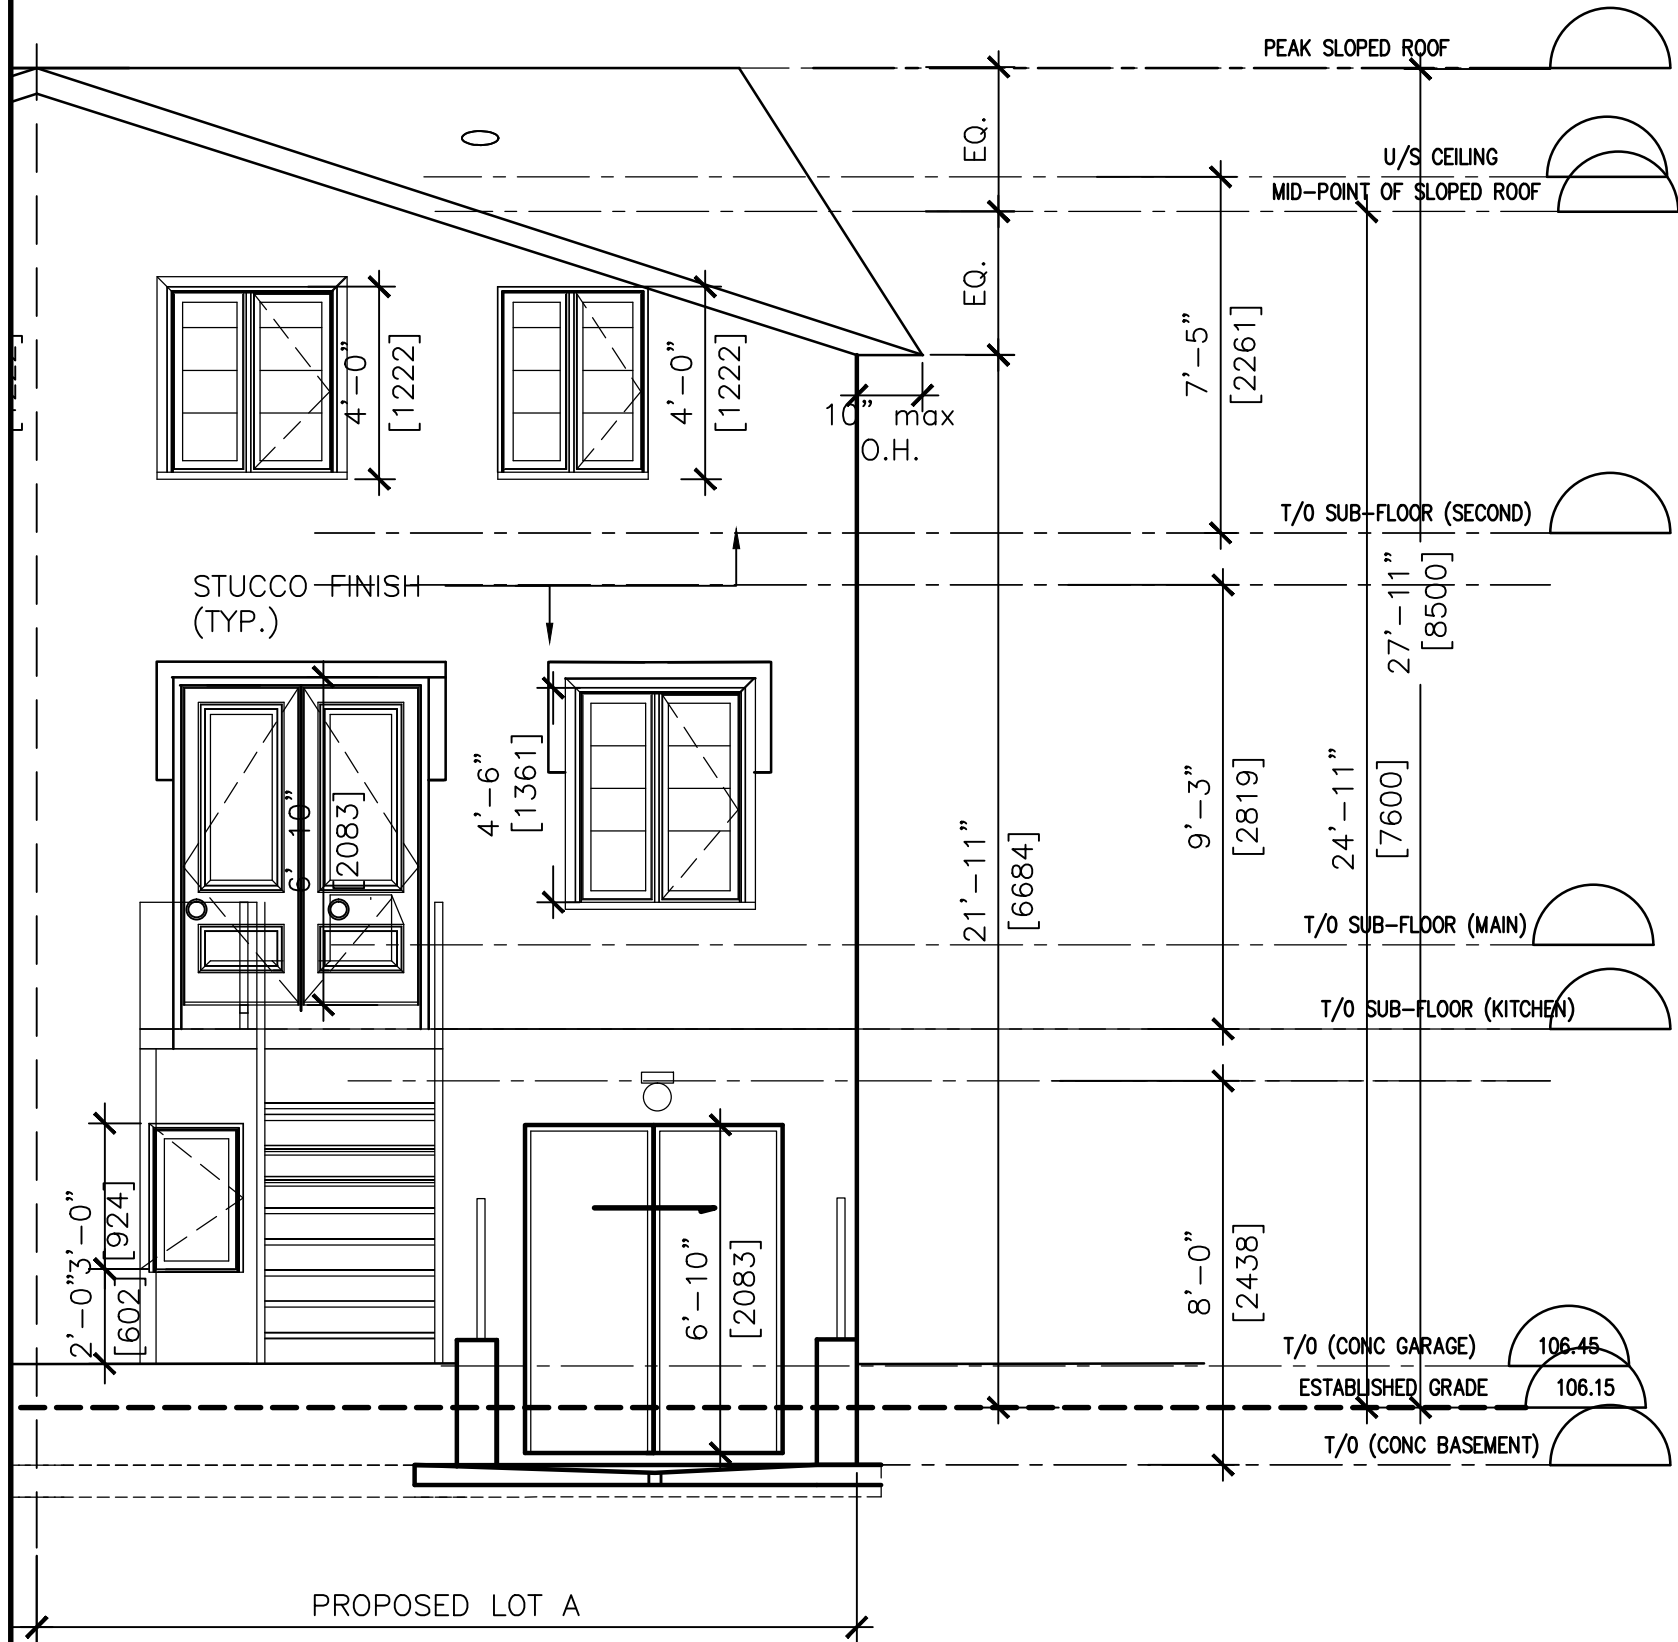 PEAK SLOPED ROOF
EQ.
U/S CEILING
MID-POINT OF SLOPED ROOF
EQ.
4'-0"
[1222]
4'-0"
[1222]
7'-5"
[2261]
10" max
O.H.
T/O SUB-FLOOR (SECOND)
STUCCO FINISH
(TYP.)
27'-11"
[8500]
6'-10"
[2083]
4'-6"
[1361]
21'-11"
[6684]
9'-3"
[2819]
24'-11"
[7600]
T/O SUB-FLOOR (MAIN)
T/O SUB-FLOOR (KITCHEN)
3'-0"
[924]
2'-0"
[602]
6'-10"
[2083]
8'-0"
[2438]
T/O (CONC GARAGE) 106.45
ESTABLISHED GRADE 106.15
T/O (CONC BASEMENT)
PROPOSED LOT A